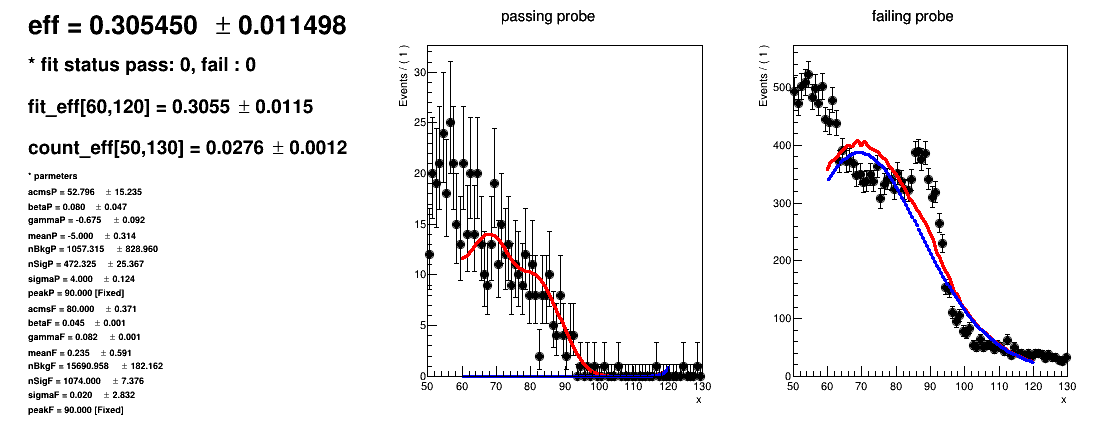 eff = 0.305450 ± 0.011498
* fit status pass: 0, fail : 0
fit_eff[60,120] = 0.3055 ± 0.0115
count_eff[50,130] = 0.0276 ± 0.0012
* parmeters
acmsP = 52.796 ± 15.235
betaP = 0.080 ± 0.047
gammaP = -0.675 ± 0.092
meanP = -5.000 ± 0.314
nBkgP = 1057.315 ± 828.960
nSigP = 472.325 ± 25.367
sigmaP = 4.000 ± 0.124
peakP = 90.000 [Fixed]
acmsF = 80.000 ± 0.371
betaF = 0.045 ± 0.001
gammaF = 0.082 ± 0.001
meanF = 0.235 ± 0.591
nBkgF = 15690.958 ± 182.162
nSigF = 1074.000 ± 7.376
sigmaF = 0.020 ± 2.832
peakF = 90.000 [Fixed]
passing probe
Events / ( 1 )
30
25
20
15
10
5
0
50 60 70 80 90 100 110 120 130
x
failing probe
Events / ( 1 )
500
400
300
200
100
0
50 60 70 80 90 100 110 120 130
x